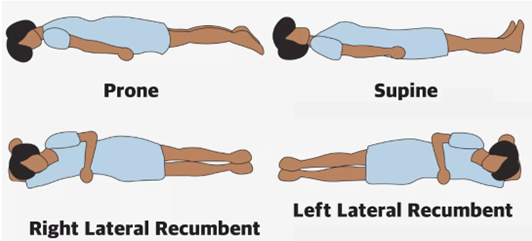 Prone
Supine
Right Lateral Recumbent
Left Lateral Recumbent